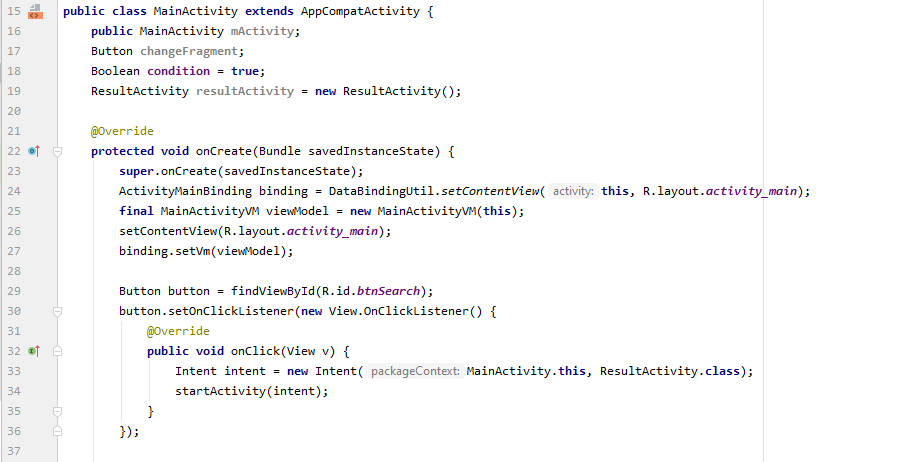 15 public class MainActivity extends AppCompatActivity {
16     public MainActivity mActivity;
17     Button changeFragment;
18     Boolean condition = true;
19     ResultActivity resultActivity = new ResultActivity();
20
21     @Override
22     protected void onCreate(Bundle savedInstanceState) {
23         super.onCreate(savedInstanceState);
24         ActivityMainBinding binding = DataBindingUtil.setContentView( activity: this, R.layout.activity_main);
25         final MainActivityVM viewModel = new MainActivityVM(this);
26         setContentView(R.layout.activity_main);
27         binding.setVm(viewModel);
28
29         Button button = findViewById(R.id.btnSearch);
30         button.setOnClickListener(new View.OnClickListener() {
31             @Override
32             public void onClick(View v) {
33                 Intent intent = new Intent( packageContext: MainActivity.this, ResultActivity.class);
34                 startActivity(intent);
35             }
36         });
37